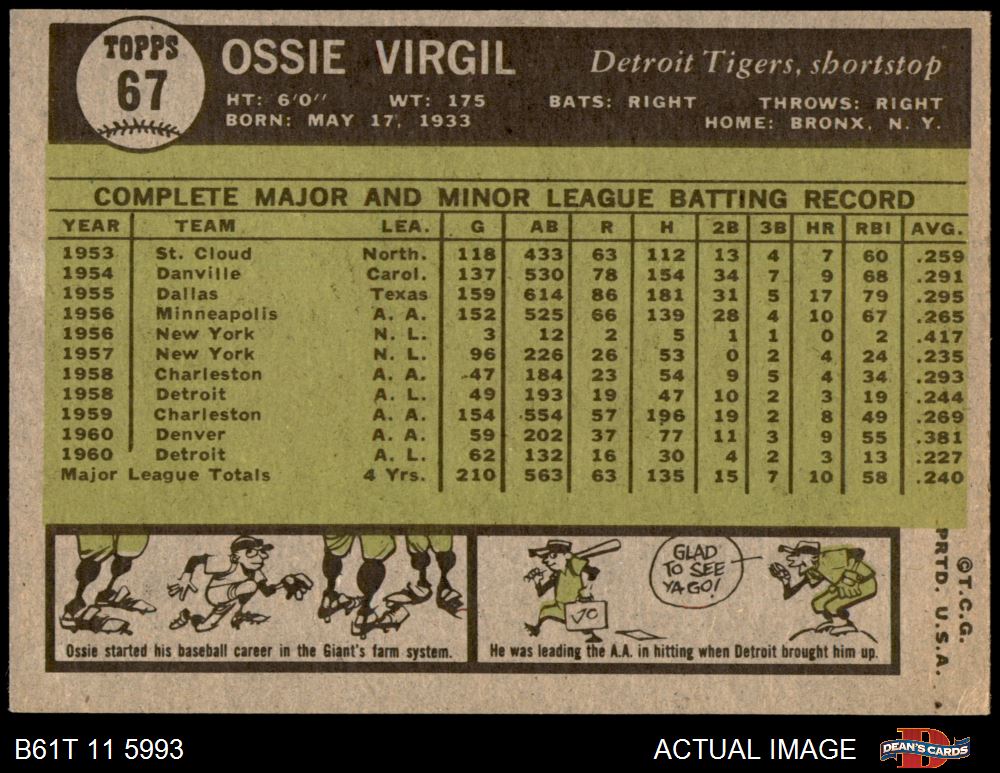 TOPPS
67
OSSIE VIRGIL
Detroit Tigers, shortstop
HT: 6'0" WT: 175 BATS: RIGHT THROWS: RIGHT
BORN: MAY 17, 1933 HOME: BRONX, N. Y.
COMPLETE MAJOR AND MINOR LEAGUE BATTING RECORD
YEAR TEAM LEA. G AB R H 2B 3B HR RBI AVG.
1953 St. Cloud North. 118 433 63 112 13 4 7 60 .259
1954 Danville Carol. 137 530 78 154 34 7 9 68 .291
1955 Dallas Texas 159 614 86 181 31 5 17 79 .295
1956 Minneapolis A. A. 152 525 66 139 28 4 10 67 .265
1956 New York N. L. 3 12 2 5 1 1 0 2 .417
1957 New York N. L. 96 226 26 53 0 2 4 24 .235
1958 Charleston A. A. 47 184 23 54 9 5 4 34 .293
1958 Detroit A. L. 49 193 19 47 10 2 3 19 .244
1959 Charleston A. A. 154 554 57 196 19 2 8 49 .269
1960 Denver A. A. 59 202 37 77 11 3 9 55 .381
1960 Detroit A. L. 62 132 16 30 4 2 3 13 .227
Major League Totals 4 Yrs. 210 563 63 135 15 7 10 58 .240
GLAD
TO SEE
YA GO!
JO
Ossie started his baseball career in the Giant's farm system.
He was leading the A.A. in hitting when Detroit brought him up.
©T.C.G.
PRTD. U.S.A.
B61T 11 5993
ACTUAL IMAGE
DEAN'S CARDS